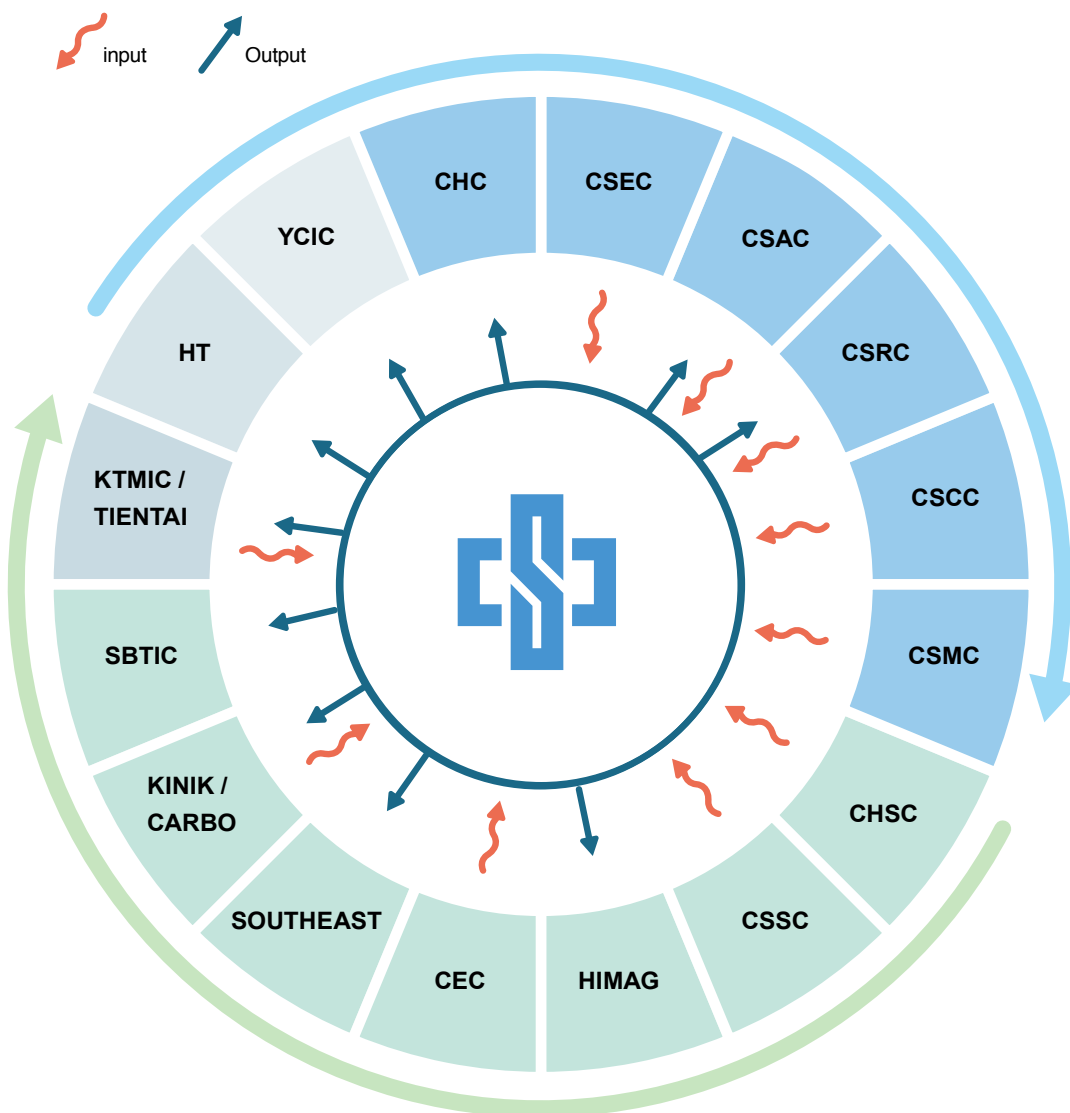 input
Output
CHC
CSEC
YCIC
CSAC
HT
CSRC
KTMIC /
TIENTAI
CSCC
SBTIC
CSMC
KINIK /
CARBO
CHSC
SOUTHEAST
CSSC
CEC
HIMAG